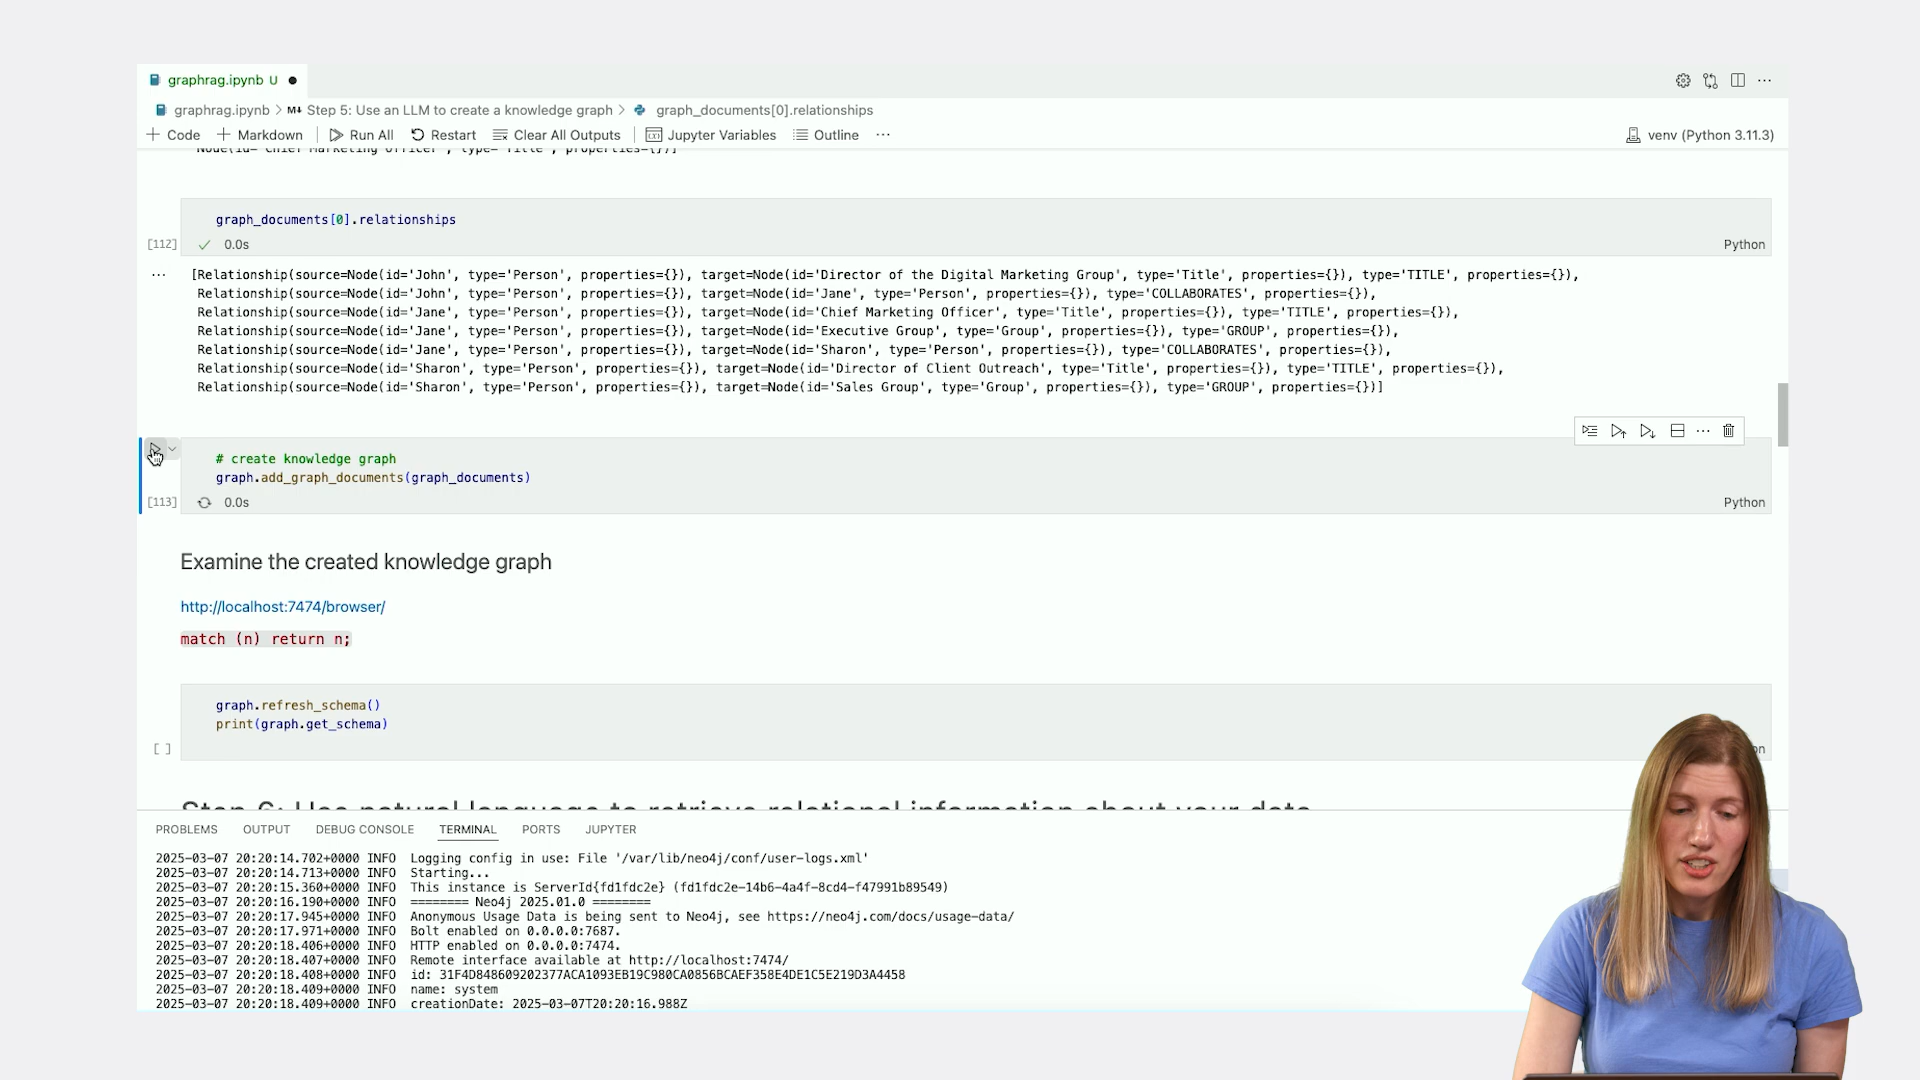 graphrag.ipynb U
graphrag.ipynb > M↓ Step 5: Use an LLM to create a knowledge graph > graph_documents[0].relationships
+ Code + Markdown Run All Restart Clear All Outputs Jupyter Variables Outline ... venv (Python 3.11.3)
Node(id='Chief Marketing Officer', type='Title', properties={})]
graph_documents[0].relationships
[112] 0.0s Python
[Relationship(source=Node(id='John', type='Person', properties={}), target=Node(id='Director of the Digital Marketing Group', type='Title', properties={}), type='TITLE', properties={}),
Relationship(source=Node(id='John', type='Person', properties={}), target=Node(id='Jane', type='Person', properties={}), type='COLLABORATES', properties={}),
Relationship(source=Node(id='Jane', type='Person', properties={}), target=Node(id='Chief Marketing Officer', type='Title', properties={}), type='TITLE', properties={}),
Relationship(source=Node(id='Jane', type='Person', properties={}), target=Node(id='Executive Group', type='Group', properties={}), type='GROUP', properties={}),
Relationship(source=Node(id='Jane', type='Person', properties={}), target=Node(id='Sharon', type='Person', properties={}), type='COLLABORATES', properties={}),
Relationship(source=Node(id='Sharon', type='Person', properties={}), target=Node(id='Director of Client Outreach', type='Title', properties={}), type='TITLE', properties={}),
Relationship(source=Node(id='Sharon', type='Person', properties={}), target=Node(id='Sales Group', type='Group', properties={}), type='GROUP', properties={})]
# create knowledge graph
graph.add_graph_documents(graph_documents)
[113] 0.0s Python
Examine the created knowledge graph
http://localhost:7474/browser/
match (n) return n;
graph.refresh_schema()
print(graph.get_schema)
[ ]
Step 6: Use natural language to retrieve relational information about your data
PROBLEMS OUTPUT DEBUG CONSOLE TERMINAL PORTS JUPYTER
2025-03-07 20:20:14.702+0000 INFO Logging config in use: File '/var/lib/neo4j/conf/user-logs.xml'
2025-03-07 20:20:14.713+0000 INFO Starting...
2025-03-07 20:20:15.360+0000 INFO This instance is ServerId{fd1fdc2e} (fd1fdc2e-14b6-4a4f-8cd4-f47991b89549)
2025-03-07 20:20:16.190+0000 INFO ======== Neo4j 2025.01.0 ========
2025-03-07 20:20:17.945+0000 INFO Anonymous Usage Data is being sent to Neo4j, see https://neo4j.com/docs/usage-data/
2025-03-07 20:20:17.971+0000 INFO Bolt enabled on 0.0.0.0:7687.
2025-03-07 20:20:18.406+0000 INFO HTTP enabled on 0.0.0.0:7474.
2025-03-07 20:20:18.407+0000 INFO Remote interface available at http://localhost:7474/
2025-03-07 20:20:18.408+0000 INFO id: 31F4D848609202377ACA1093EB19C980CA0856BCAEF358E4DE1C5E219D3A4458
2025-03-07 20:20:18.409+0000 INFO name: system
2025-03-07 20:20:18.409+0000 INFO creationDate: 2025-03-07T20:20:16.988Z